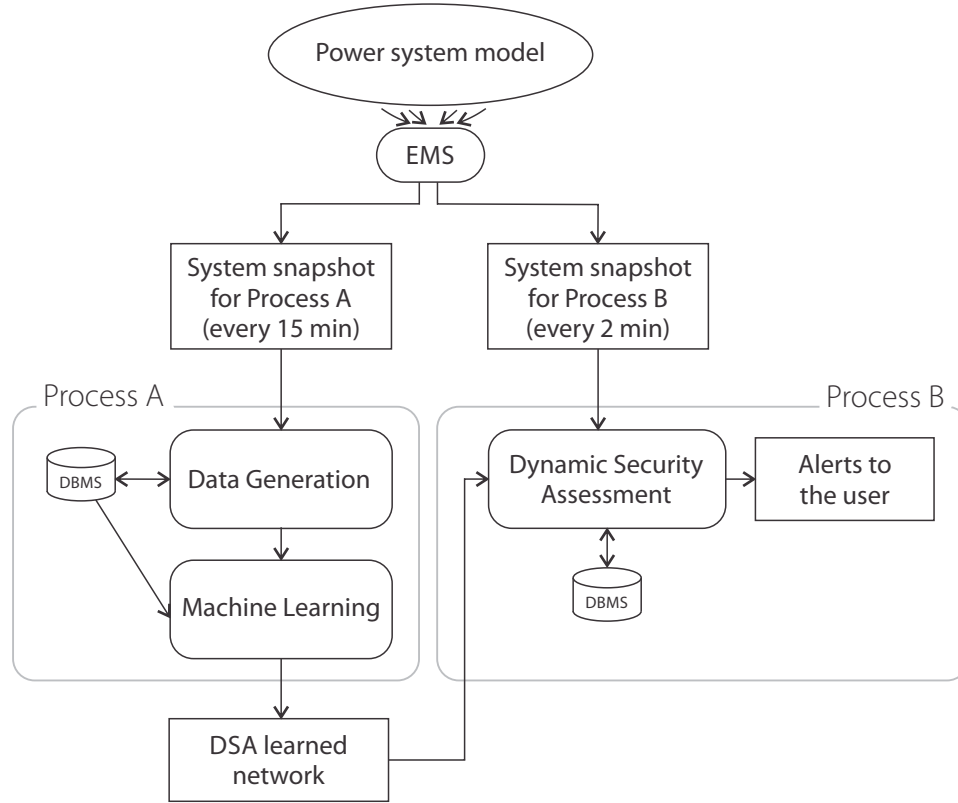 Power system model
EMS
System snapshot
for Process A
(every 15 min)
System snapshot
for Process B
(every 2 min)
Process A
Process B
DBMS
Data Generation
Dynamic Security
Assessment
Alerts to
the user
Machine Learning
DBMS
DSA learned
network